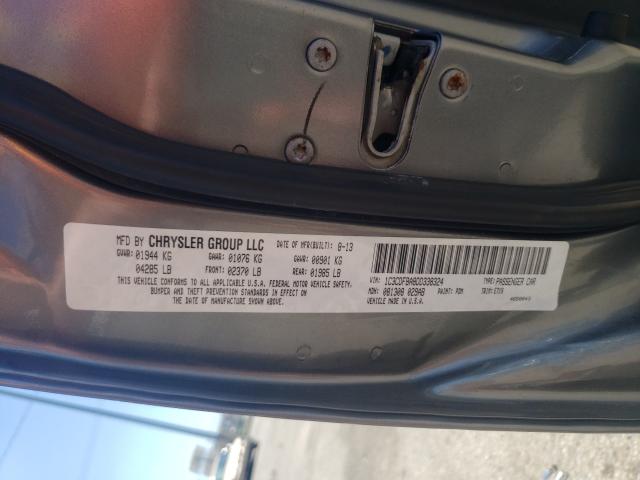 MFD BY CHRYSLER GROUP LLC DATE OF MFR(BUILT): 8-13
GVWR: 01944 KG GAWR: 01076 KG GAWR: 00901 KG
04285 LB FRONT: 02370 LB REAR: 01985 LB
THIS VEHICLE CONFORMS TO ALL APPLICABLE U.S.A. FEDERAL MOTOR VEHICLE SAFETY,
BUMPER AND THEFT PREVENTION STANDARDS IN EFFECT ON
THE DATE OF MANUFACTURE SHOWN ABOVE.
VIN: TYPE: PASSENGER CAR
MDH: PAINT: PDM TRIM: